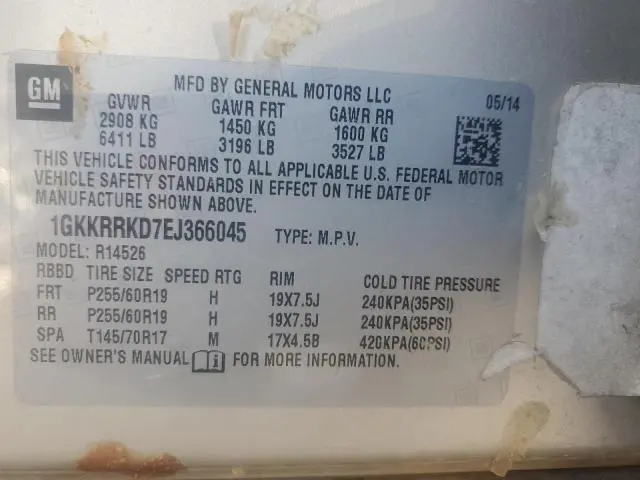 GM
MFD BY GENERAL MOTORS LLC
05/14
GVWR GAWR FRT GAWR RR
2908 KG 1450 KG 1600 KG
6411 LB 3196 LB 3527 LB
THIS VEHICLE CONFORMS TO ALL APPLICABLE U.S. FEDERAL MOTOR
VEHICLE SAFETY STANDARDS IN EFFECT ON THE DATE OF
MANUFACTURE SHOWN ABOVE.
1GKKRRKD7EJ366045 TYPE: M.P.V.
MODEL: R14526
RBBD TIRE SIZE SPEED RTG RIM COLD TIRE PRESSURE
FRT P255/60R19 H 19X7.5J 240KPA(35PSI)
RR P255/60R19 H 19X7.5J 240KPA(35PSI)
SPA T145/70R17 M 17X4.5B 420KPA(60PSI)
SEE OWNER'S MANUAL FOR MORE INFORMATION.